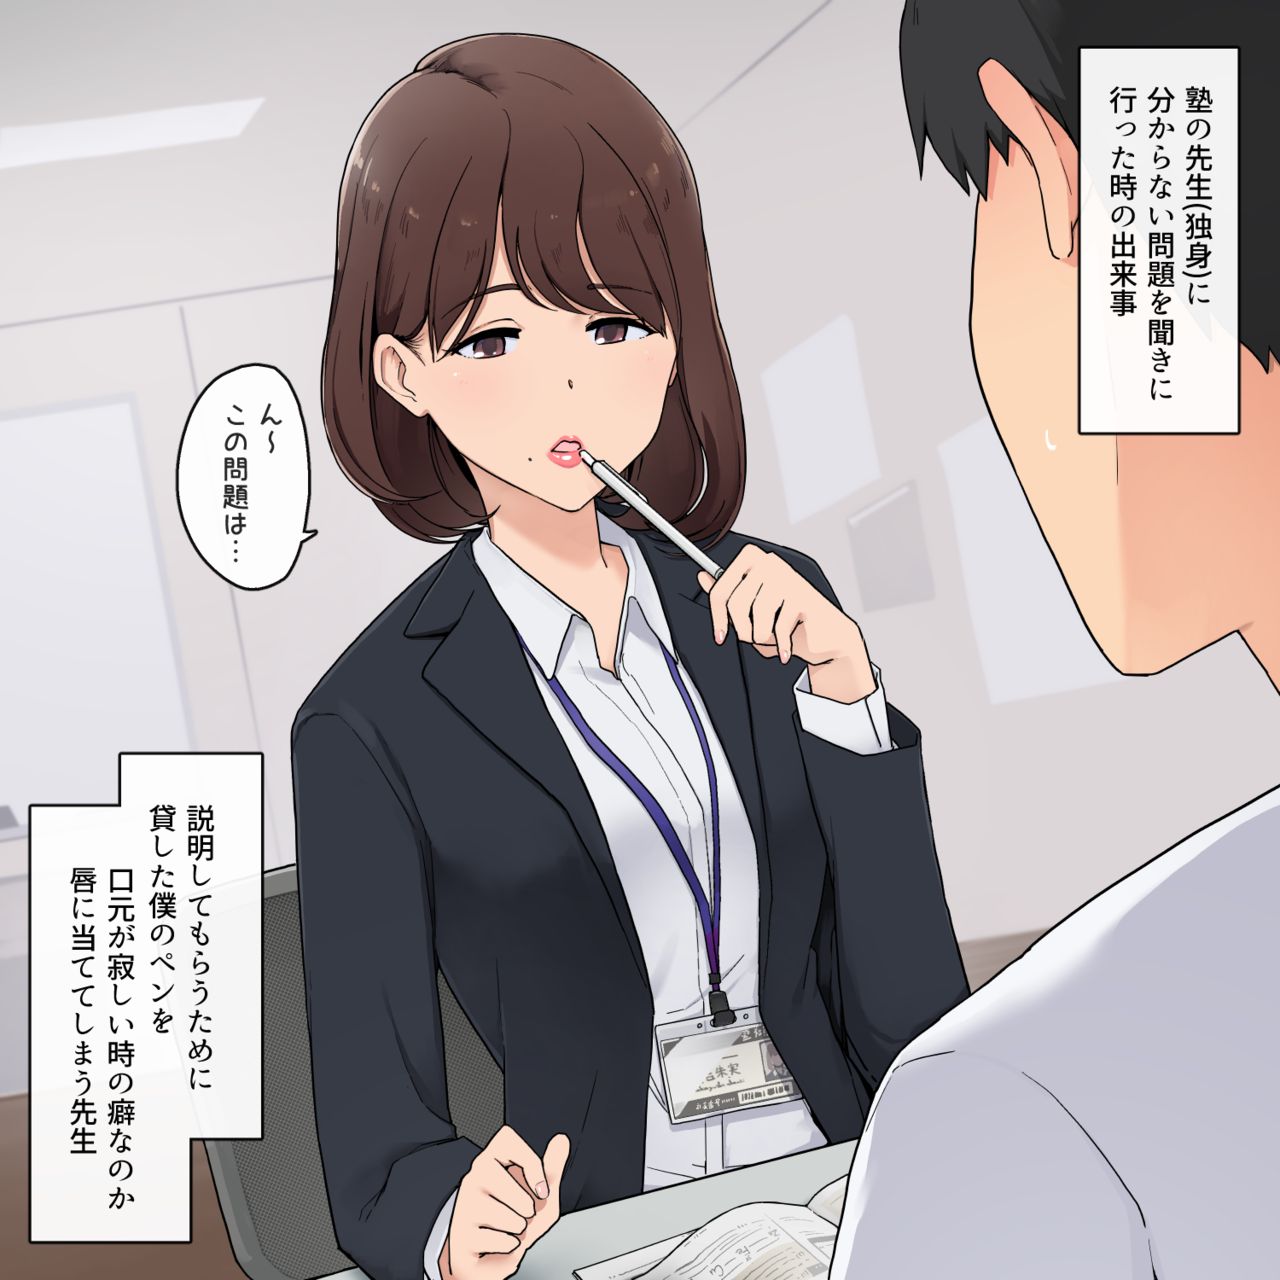 塾の先生(独身)に
分からない問題を聞きに
行った時の出来事
ん～
この問題は…
説明してもらうために
貸した僕のペンを
口元が寂しい時の癖なのか
唇に当ててしまう先生
朱実